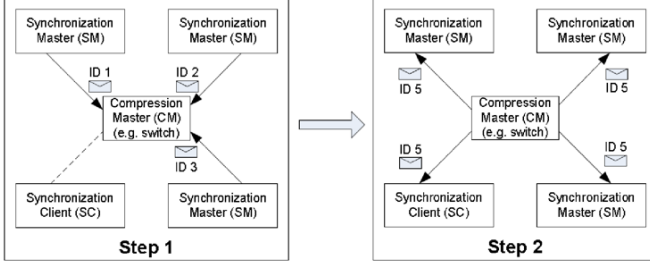 Synchronization
Master (SM)
Synchronization
Master (SM)
ID 1
ID 2
Compression
Master (CM)
(e.g. switch)
ID 3
Synchronization
Client (SC)
Synchronization
Master (SM)
Step 1
Synchronization
Master (SM)
Synchronization
Master (SM)
ID 5
ID 5
Compression
Master (CM)
(e.g. switch)
ID 5
ID 5
Synchronization
Client (SC)
Synchronization
Master (SM)
Step 2